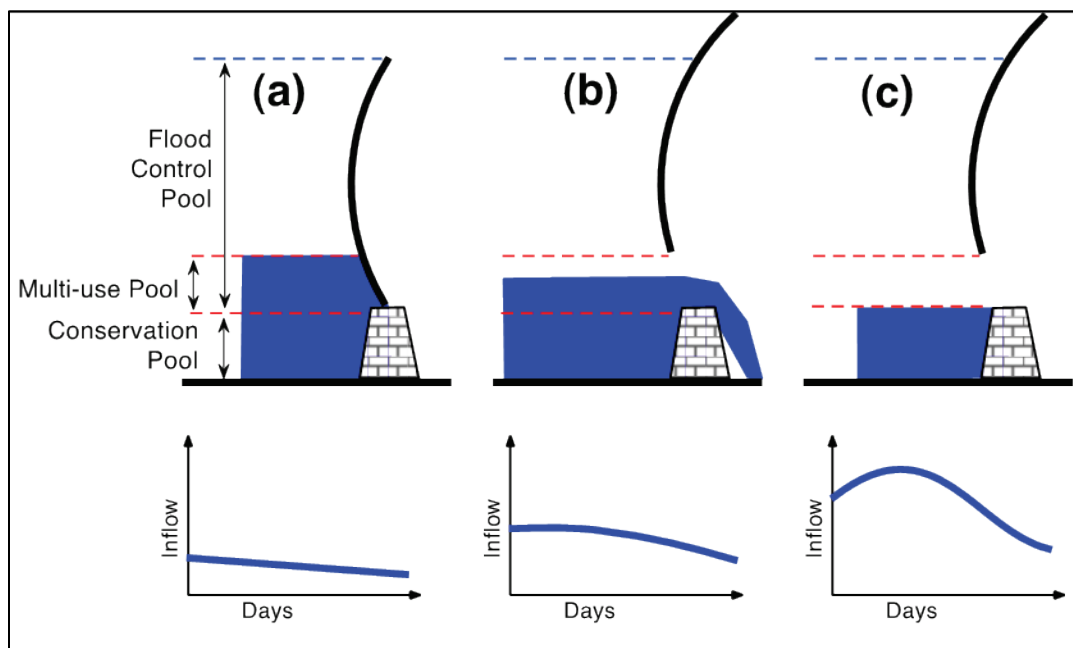 (a)
(b)
(c)
Flood
Control
Pool
Multi-use Pool
Conservation
Pool
Inflow
Days
Inflow
Days
Inflow
Days